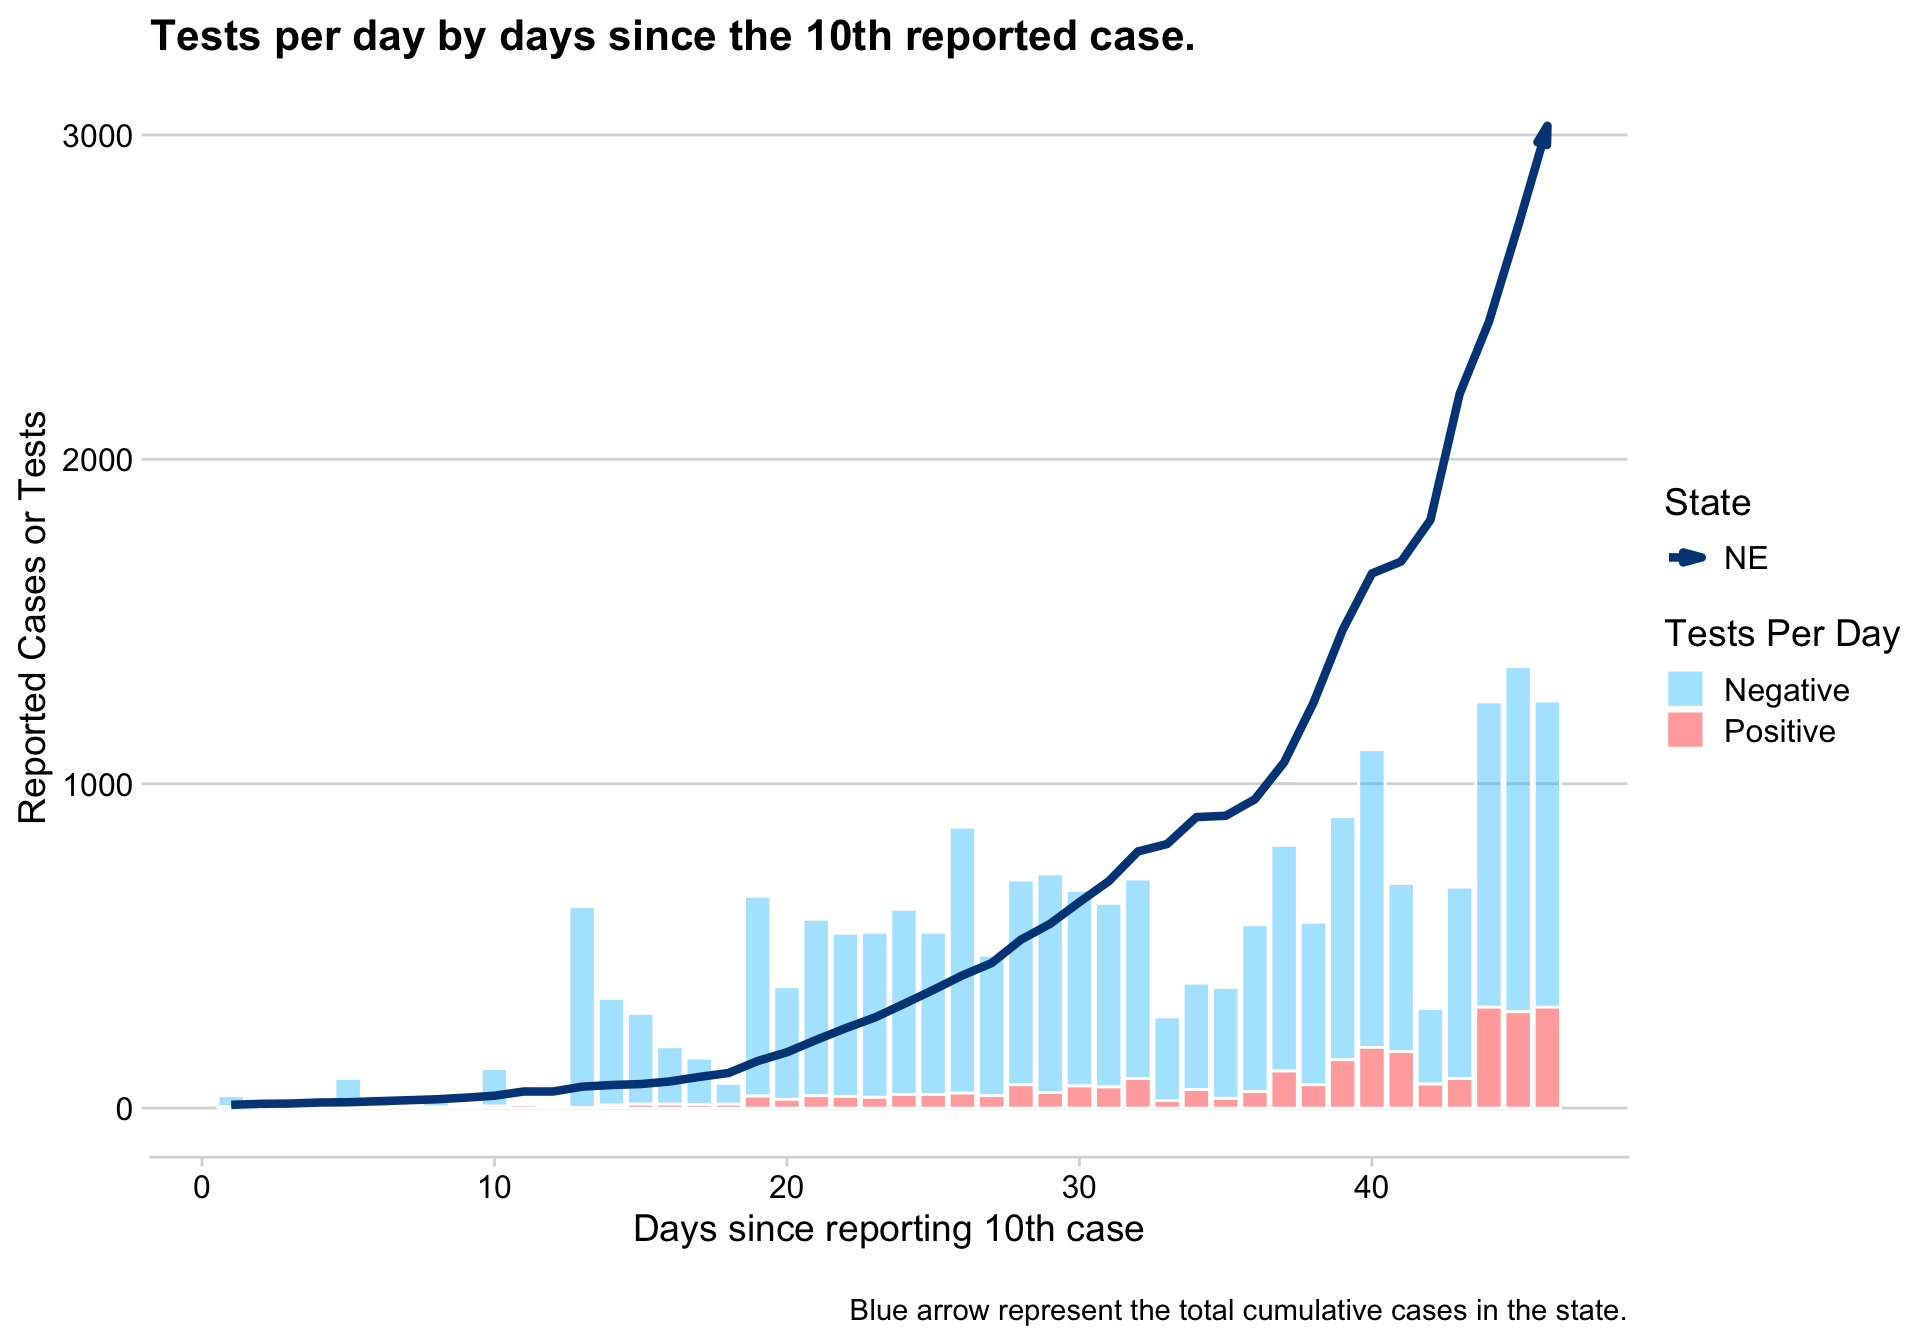 Tests per day by days since the 10th reported case.
Reported Cases or Tests
3000
2000
1000
0
0 10 20 30 40
Days since reporting 10th case
State
NE
Tests Per Day
Negative
Positive
Blue arrow represent the total cumulative cases in the state.